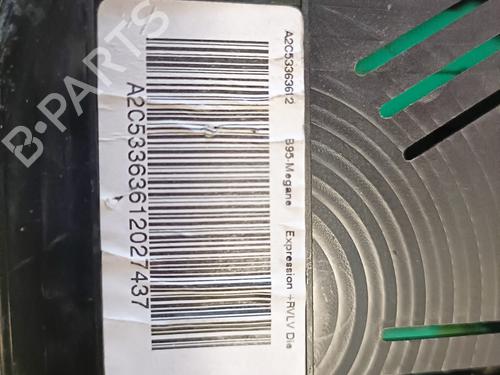 A2C53363612 B95-Megane Expression +RVLV Die
A2C53363612027437
B-PARTS